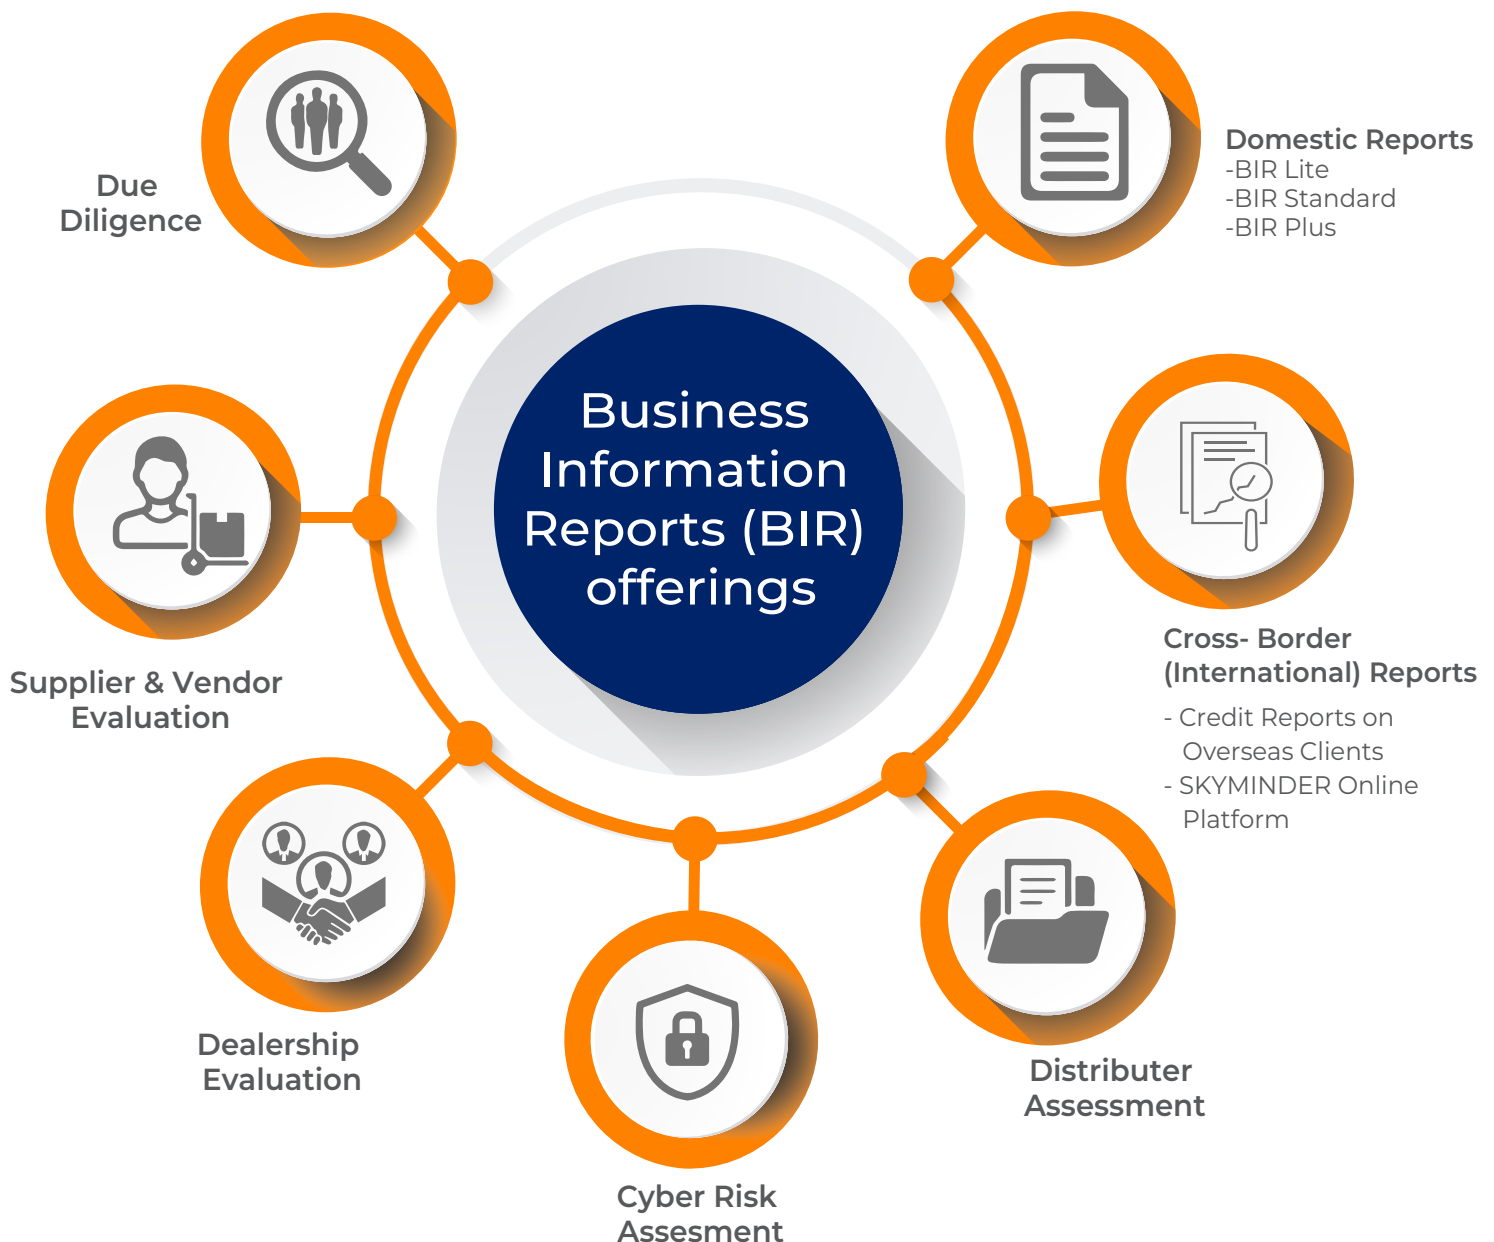 Business
Information
Reports (BIR)
offerings
Due
Diligence
Domestic Reports
-BIR Lite
-BIR Standard
-BIR Plus
Supplier & Vendor
Evaluation
Cross- Border
(International) Reports
- Credit Reports on
Overseas Clients
- SKYMINDER Online
Platform
Dealership
Evaluation
Distributer
Assessment
Cyber Risk
Assesment